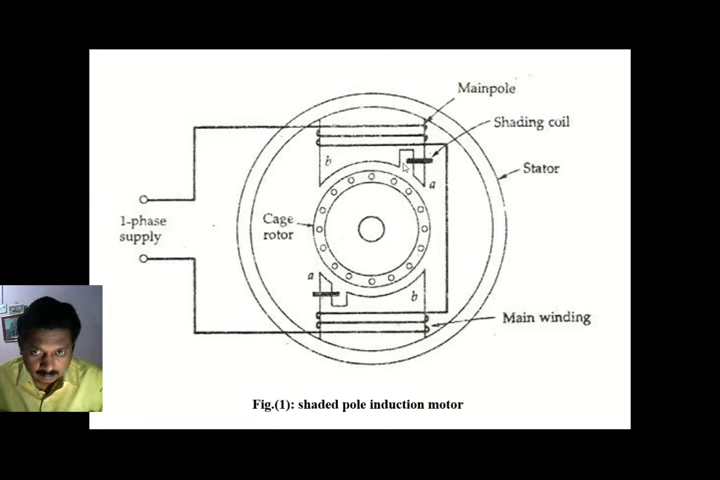 Mainpole
Shading coil
b
a
Stator
1-phase
supply
Cage
rotor
a
b
Main winding
Fig.(1): shaded pole induction motor